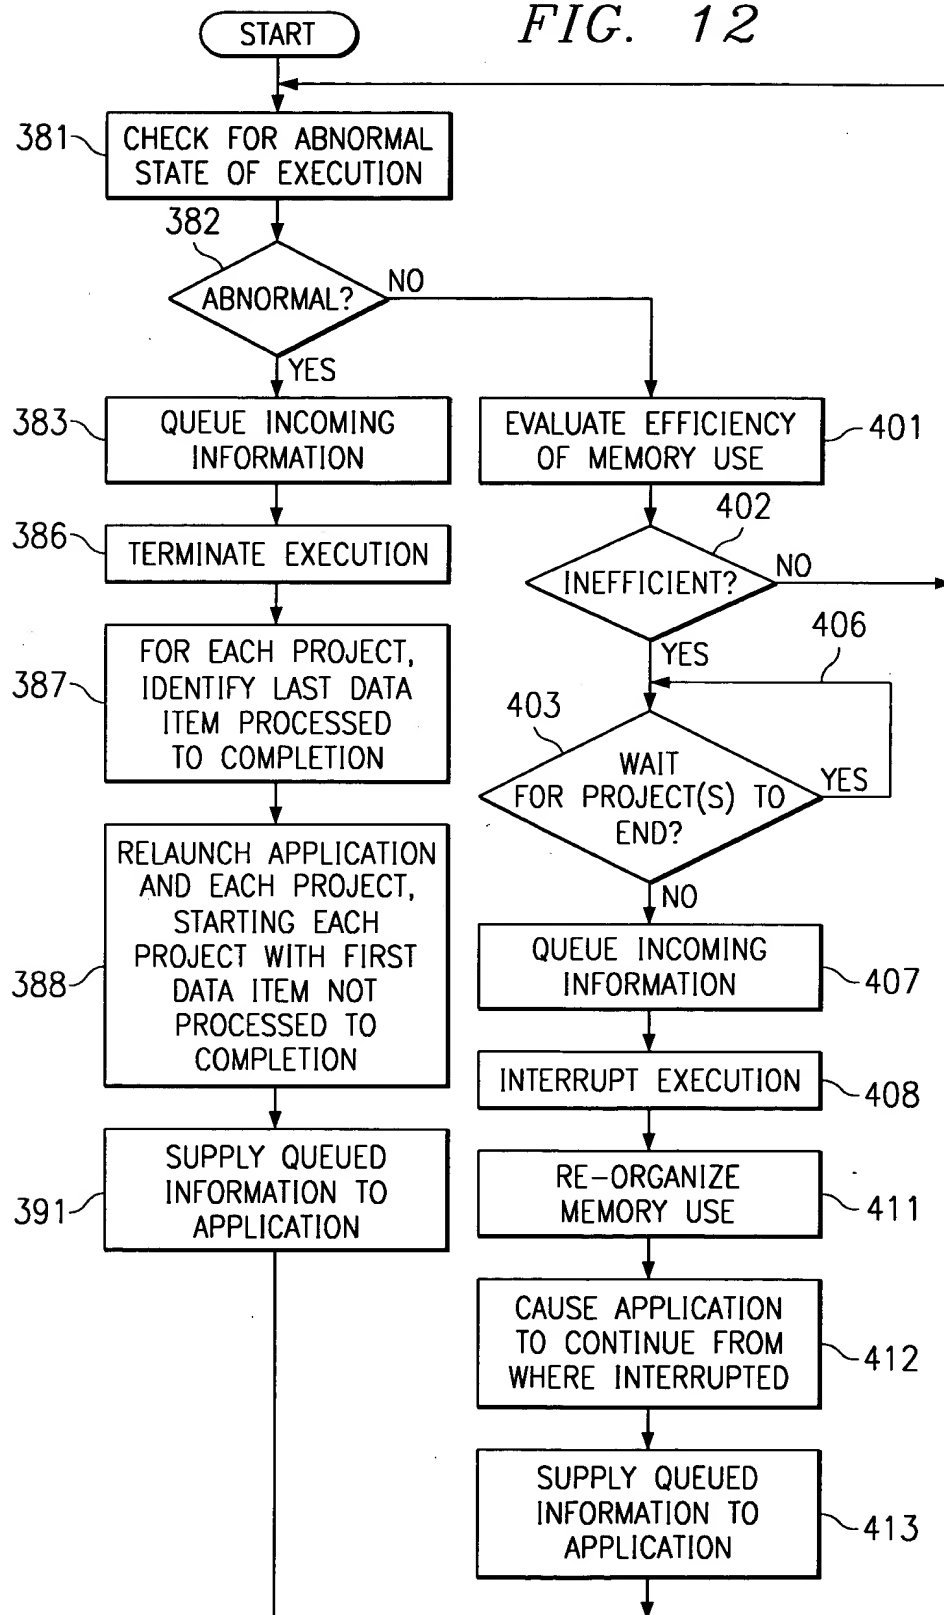 FIG. 12
START
381
CHECK FOR ABNORMAL
STATE OF EXECUTION
382
ABNORMAL?
NO
YES
383
QUEUE INCOMING
INFORMATION
386
TERMINATE EXECUTION
387
FOR EACH PROJECT,
IDENTIFY LAST DATA
ITEM PROCESSED
TO COMPLETION
388
RELAUNCH APPLICATION
AND EACH PROJECT,
STARTING EACH
PROJECT WITH FIRST
DATA ITEM NOT
PROCESSED TO
COMPLETION
391
SUPPLY QUEUED
INFORMATION TO
APPLICATION
EVALUATE EFFICIENCY
OF MEMORY USE
401
402
INEFFICIENT?
NO
YES
406
403
WAIT
FOR PROJECT(S) TO
END?
YES
NO
QUEUE INCOMING
INFORMATION
407
INTERRUPT EXECUTION
408
RE-ORGANIZE
MEMORY USE
411
CAUSE APPLICATION
TO CONTINUE FROM
WHERE INTERRUPTED
412
SUPPLY QUEUED
INFORMATION TO
APPLICATION
413